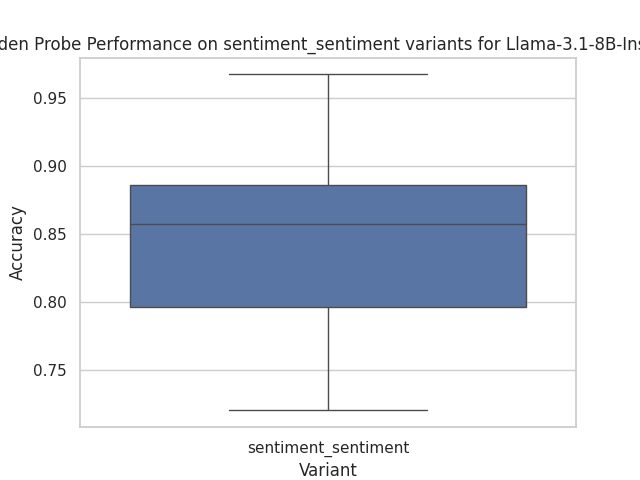 den Probe Performance on sentiment_sentiment variants for Llama-3.1-8B-Ins
0.95
0.90
0.85
0.80
0.75
Accuracy
sentiment_sentiment
Variant